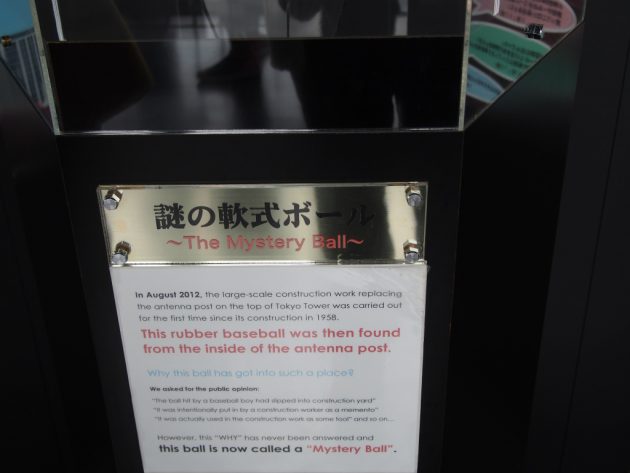 謎の軟式ボール
～The Mystery Ball～
In August 2012, the large-scale construction work replacing
the antenna post on the top of Tokyo Tower was carried out
for the first time since its construction in 1958.
This rubber baseball was then found
from the inside of the antenna post.
Why this ball has got into such a place?
We asked for the public opinion:
"The ball hit by a baseball boy had slipped into construction yard"
"It was intentionally put in by a construction worker as a memento"
"It was actually used in the construction work as some tool" and so on....
However, this "WHY" has never been answered and
this ball is now called a "Mystery Ball".